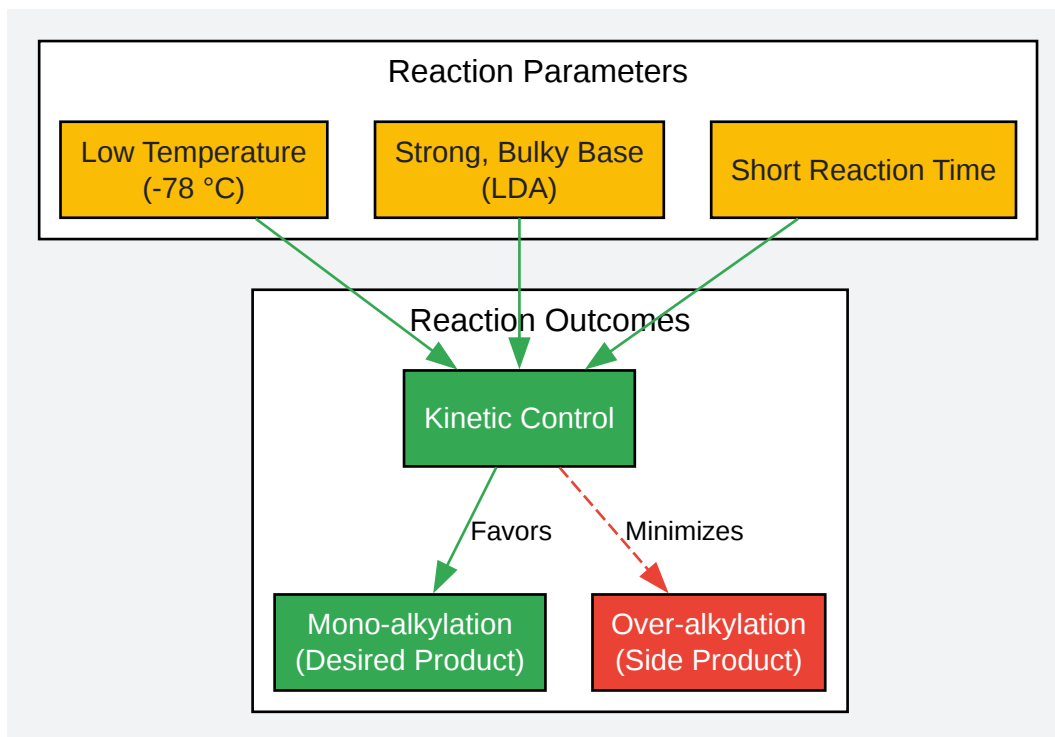 Reaction Parameters
Low Temperature
(-78 °C)
Strong, Bulky Base
(LDA)
Short Reaction Time
Reaction Outcomes
Kinetic Control
Favors
Minimizes
Mono-alkylation
(Desired Product)
Over-alkylation
(Side Product)